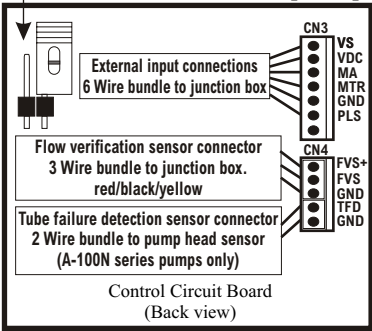 CN3
VS
VDC
MA
MTR
GND
PLS
External input connections
6 Wire bundle to junction box
CN4
FVS+
FVS
GND
TFD
GND
Flow verification sensor connector
3 Wire bundle to junction box.
red/black/yellow
Tube failure detection sensor connector
2 Wire bundle to pump head sensor
(A-100N series pumps only)
Control Circuit Board
(Back view)